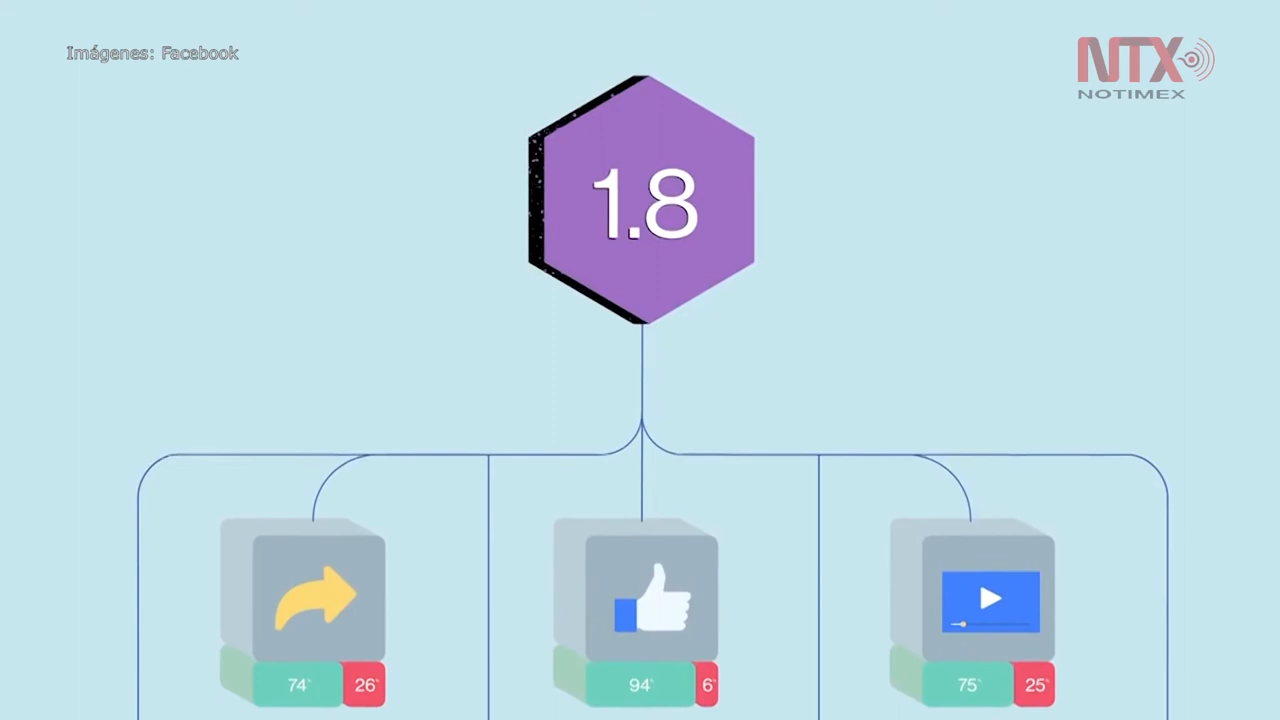 Imágenes: Facebook
NTX
NOTIMEX
1.8
74% 26%
94% 6%
75% 25%